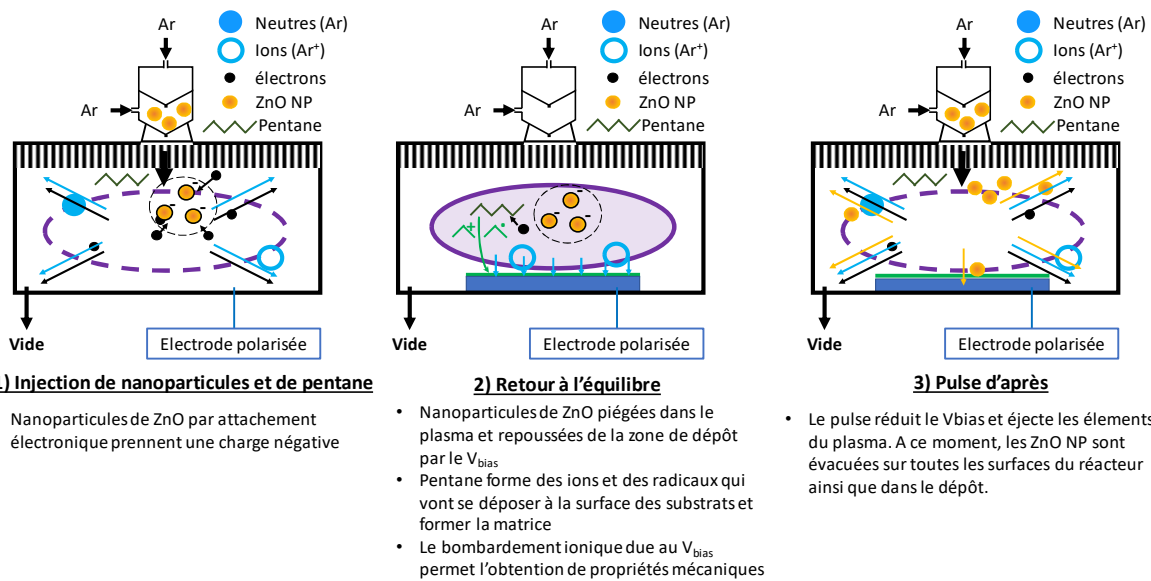 Ar
Neutres (Ar)
Ions (Ar⁺)
électrons
Ar
ZnO NP
Pentane
Vide
Electrode polarisée
1) Injection de nanoparticules et de pentane
Nanoparticules de ZnO par attachement
électronique prennent une charge négative
Ar
Neutres (Ar)
Ions (Ar⁺)
électrons
Ar
ZnO NP
Pentane
Vide
Electrode polarisée
2) Retour à l’équilibre
• Nanoparticules de ZnO piégées dans le
plasma et repoussées de la zone de dépôt
par le Vbias
• Pentane forme des ions et des radicaux qui
vont se déposer à la surface des substrats et
former la matrice
• Le bombardement ionique due au Vbias
permet l’obtention de propriétés mécaniques
Ar
Neutres (Ar)
Ions (Ar⁺)
électrons
Ar
ZnO NP
Pentane
Vide
Electrode polarisée
3) Pulse d’après
• Le pulse réduit le Vbias et éjecte les élements
du plasma. A ce moment, les ZnO NP sont
évacuées sur toutes les surfaces du réacteur
ainsi que dans le dépôt.